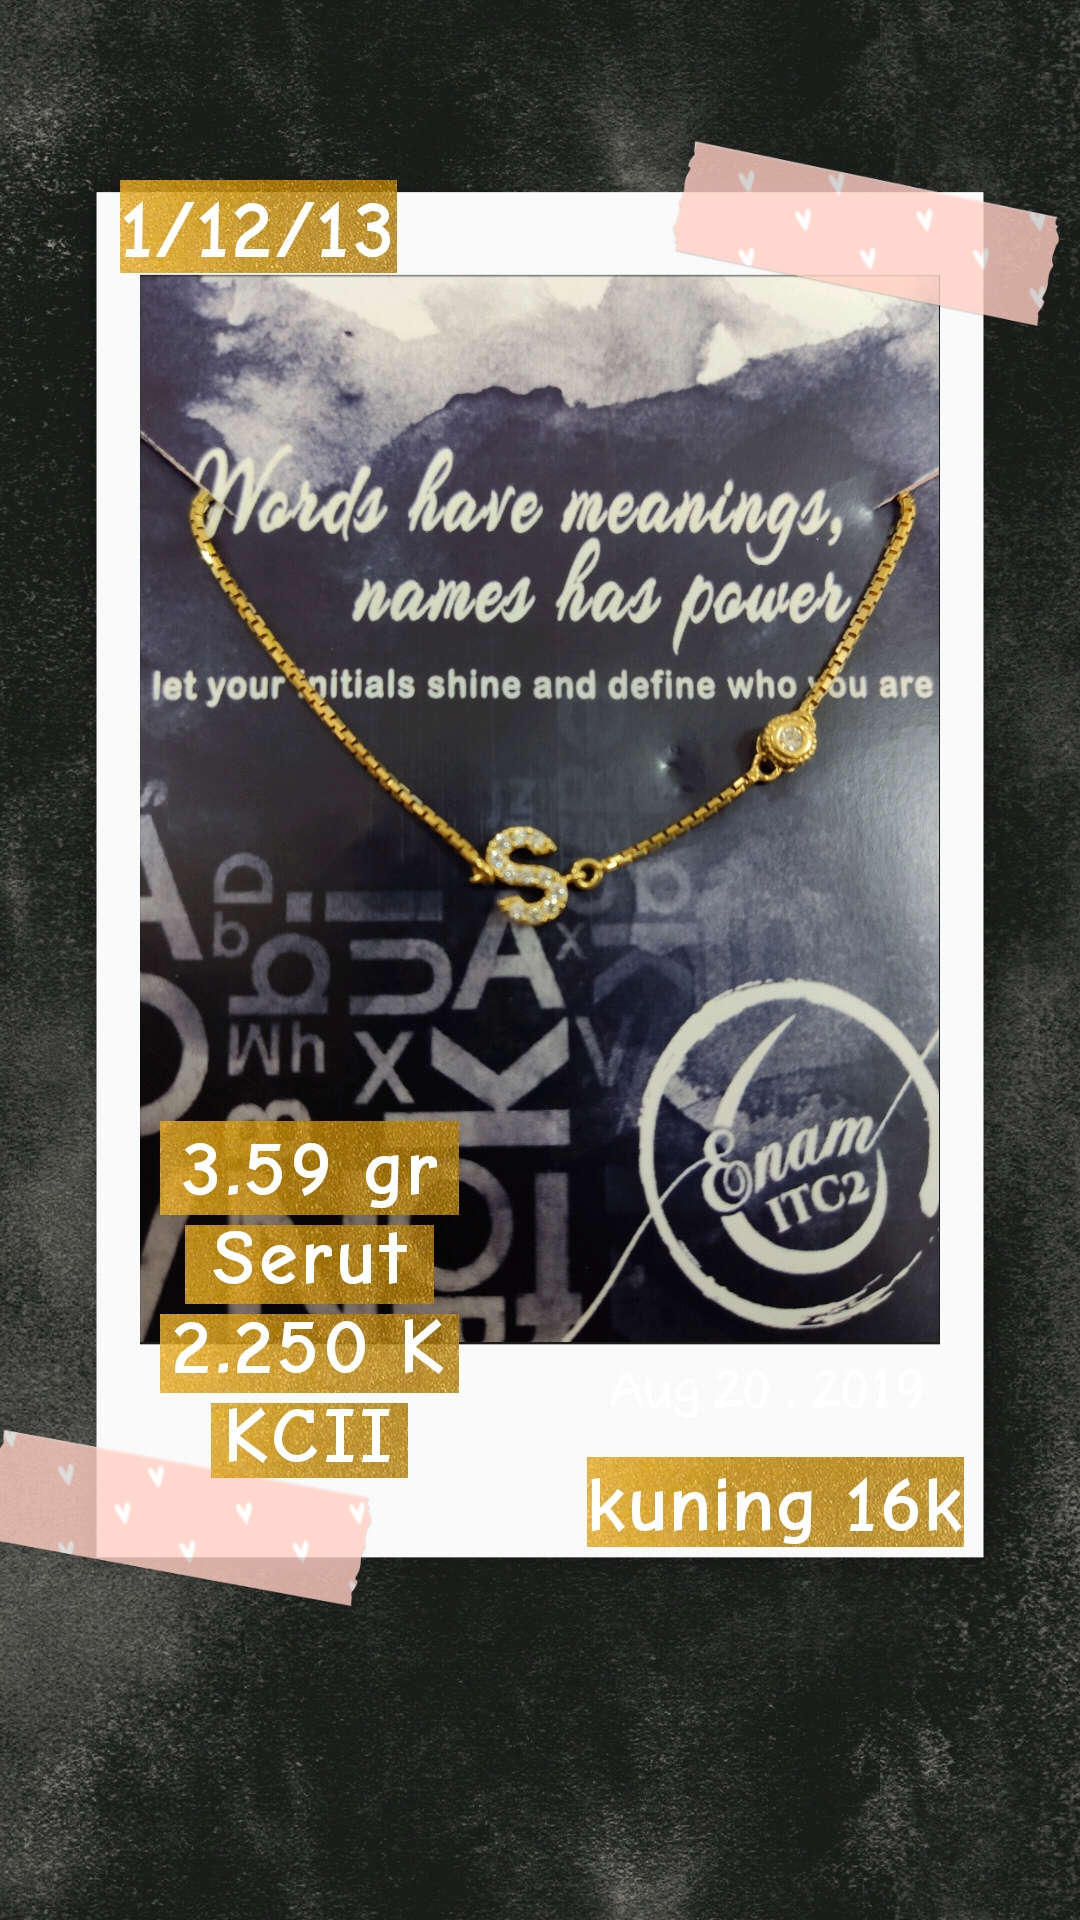 1/12/13
Words have meanings,
names has power
let your initials shine and define who you are
Enam
ITC2
3.59 gr
Serut
2.250 K
KCII
Aug 20 , 2019
kuning 16k